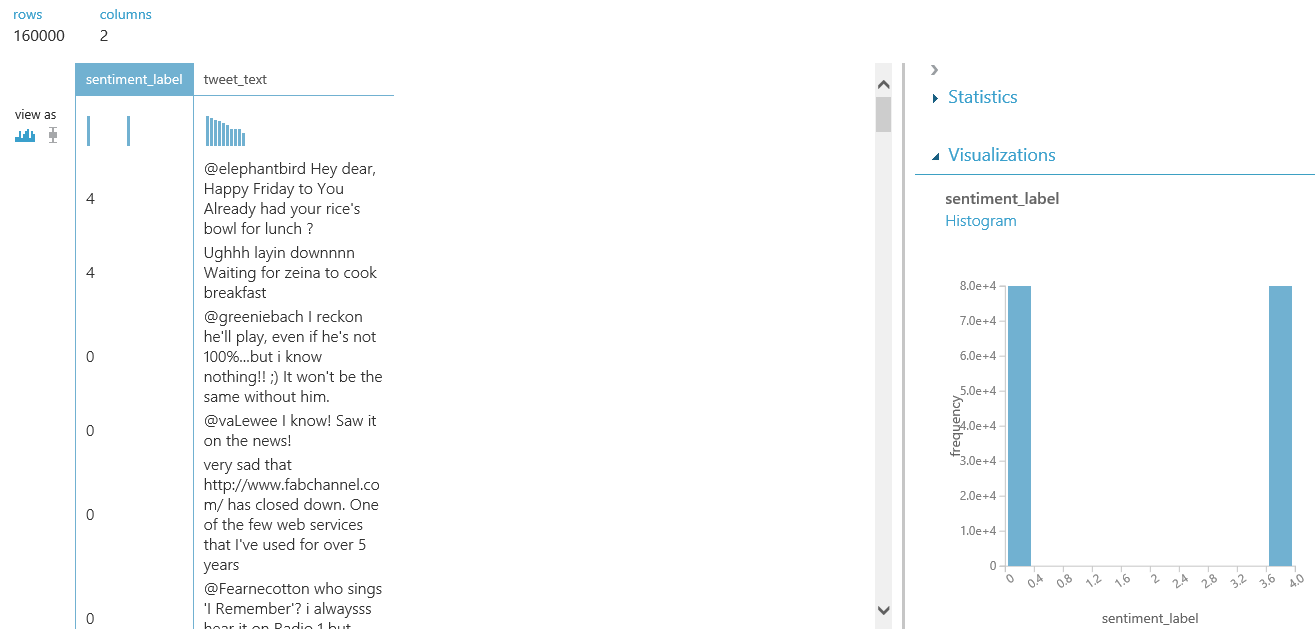 rows columns
160000 2
sentiment_label tweet_text
view as
4
@elephantbird Hey dear,
Happy Friday to You
Already had your rice's
bowl for lunch ?
4
Ughhh layin downnnn
Waiting for zeina to cook
breakfast
0
@greeniebach I reckon
he'll play, even if he's not
100%...but i know
nothing!! ;) It won't be the
same without him.
0
@vaLewee I know! Saw it
on the news!
0
very sad that
http://www.fabchannel.co
m/ has closed down. One
of the few web services
that I've used for over 5
years
0
@Fearnecotton who sings
'I Remember'? i alwaysss
hear it on Radio 1 but
Statistics
Visualizations
sentiment_label
Histogram
frequency
8.0e+4
7.0e+4
6.0e+4
5.0e+4
4.0e+4
3.0e+4
2.0e+4
1.0e+4
0
0 0.4 0.8 1.2 1.6 2 2.4 2.8 3.2 3.6 4.0
sentiment_label